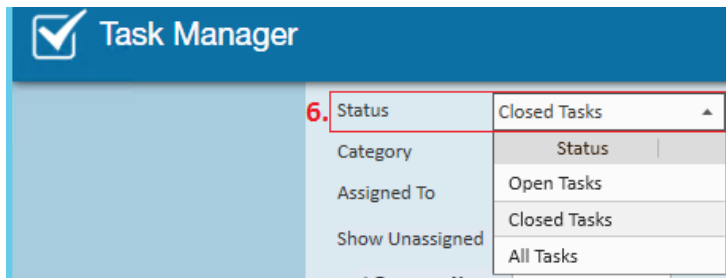 Task Manager
6. Status Closed Tasks
Status
Category
Open Tasks
Assigned To
Closed Tasks
Show Unassigned
All Tasks